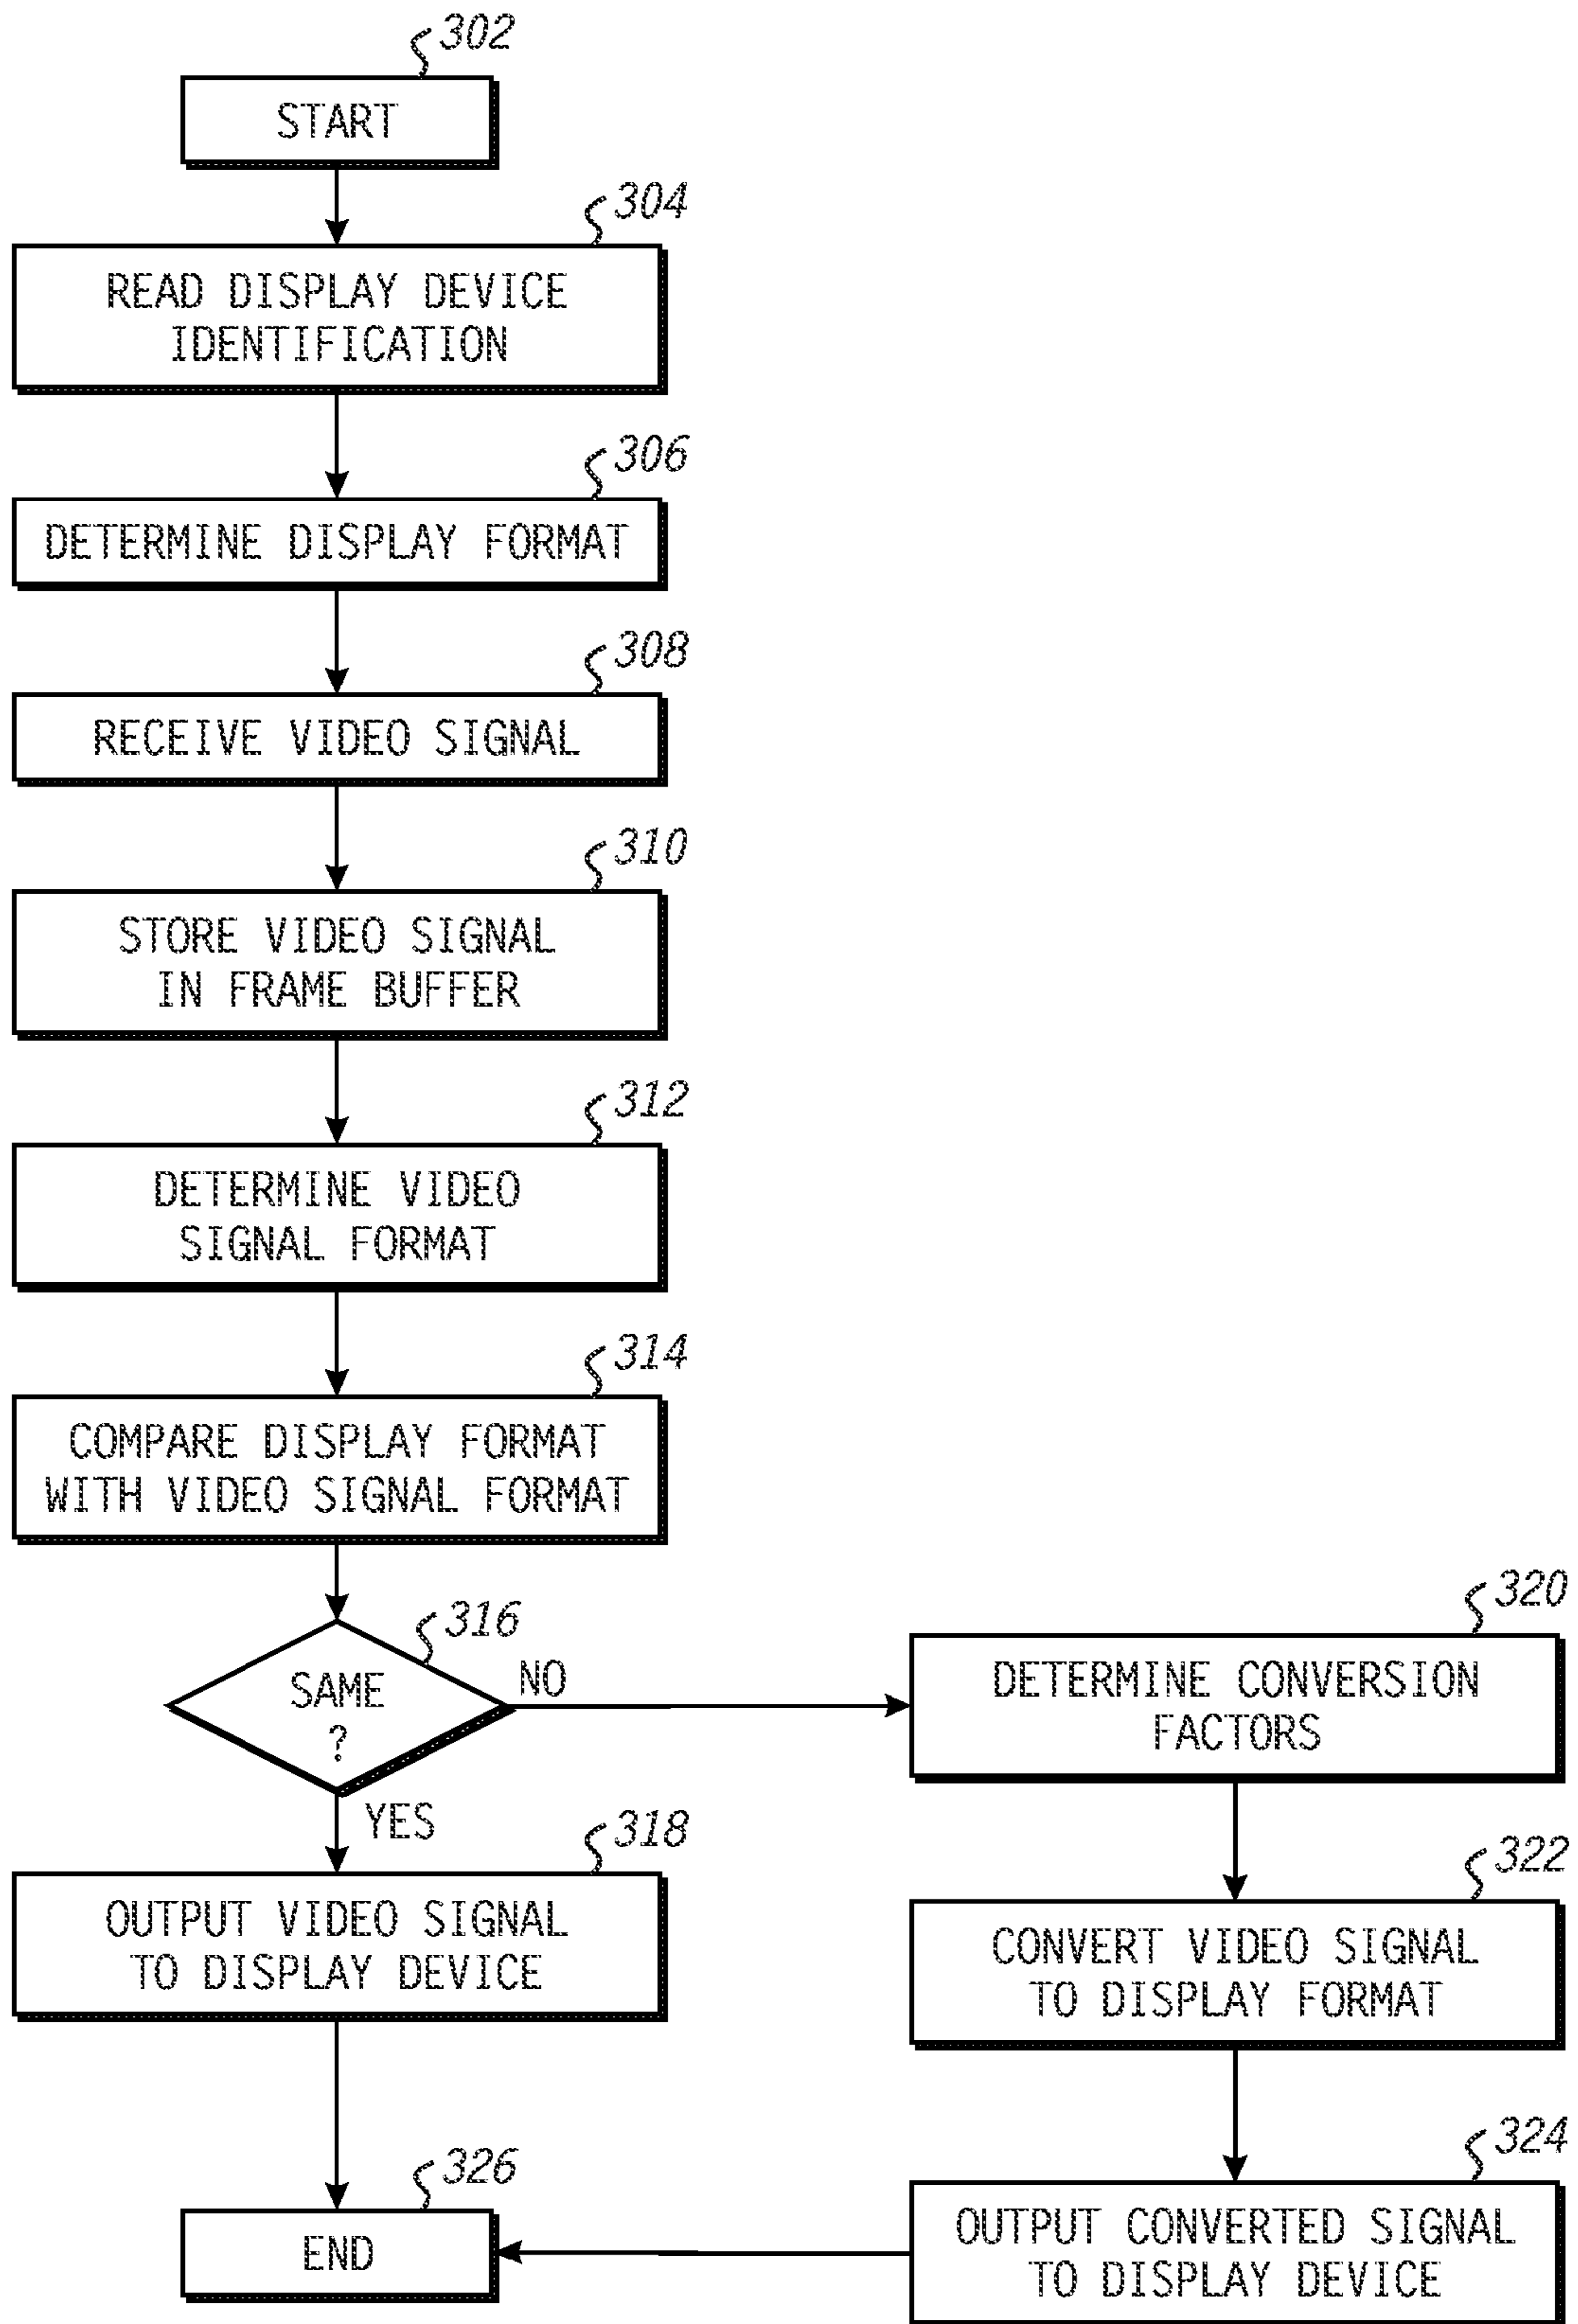 302
START
304
READ DISPLAY DEVICE
IDENTIFICATION
306
DETERMINE DISPLAY FORMAT
308
RECEIVE VIDEO SIGNAL
310
STORE VIDEO SIGNAL
IN FRAME BUFFER
312
DETERMINE VIDEO
SIGNAL FORMAT
314
COMPARE DISPLAY FORMAT
WITH VIDEO SIGNAL FORMAT
316
SAME
?
NO
YES
320
DETERMINE CONVERSION
FACTORS
318
OUTPUT VIDEO SIGNAL
TO DISPLAY DEVICE
322
CONVERT VIDEO SIGNAL
TO DISPLAY FORMAT
324
OUTPUT CONVERTED SIGNAL
TO DISPLAY DEVICE
326
END